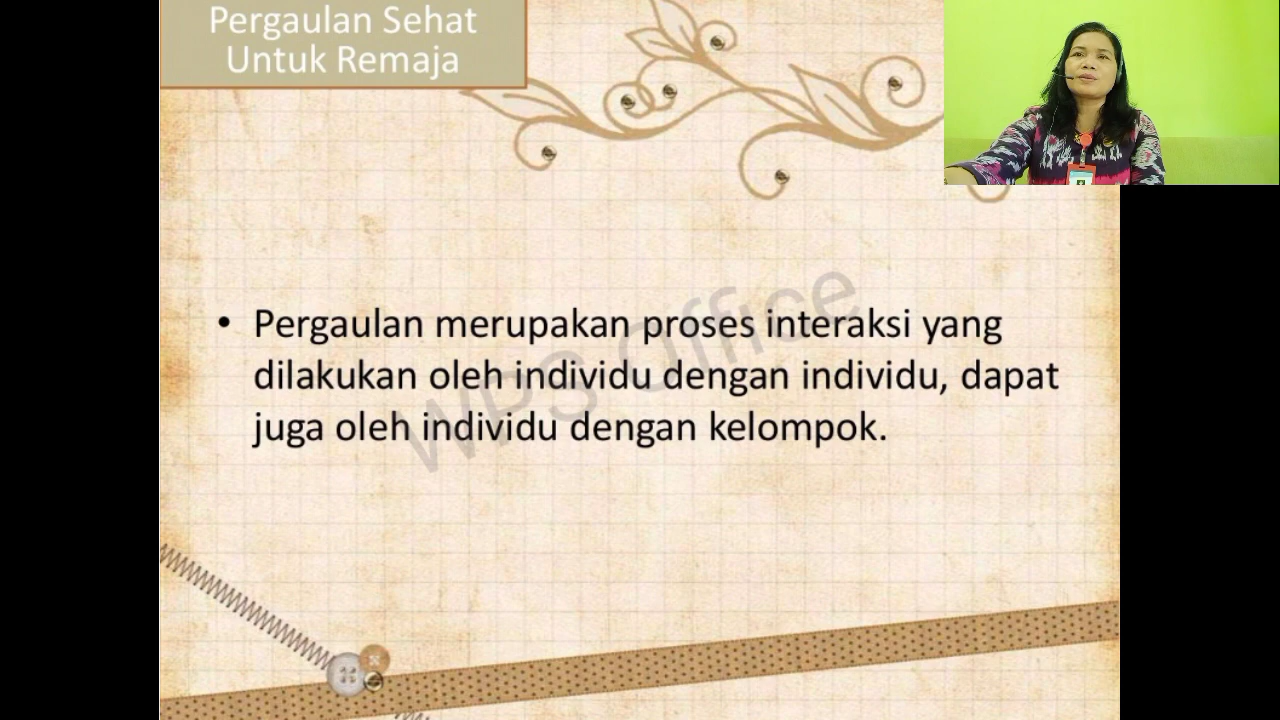 Pergaulan Sehat
Untuk Remaja
• Pergaulan merupakan proses interaksi yang
dilakukan oleh individu dengan individu, dapat
juga oleh individu dengan kelompok.
WPS Office